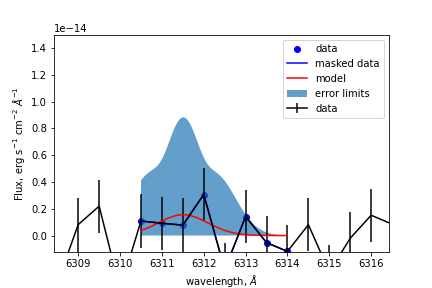 1e−14
1.4
1.2
1.0
0.8
0.6
0.4
0.2
0.0
Flux, erg s⁻¹ cm⁻² Å⁻¹
data
masked data
model
error limits
data
6309 6310 6311 6312 6313 6314 6315 6316
wavelength, Å